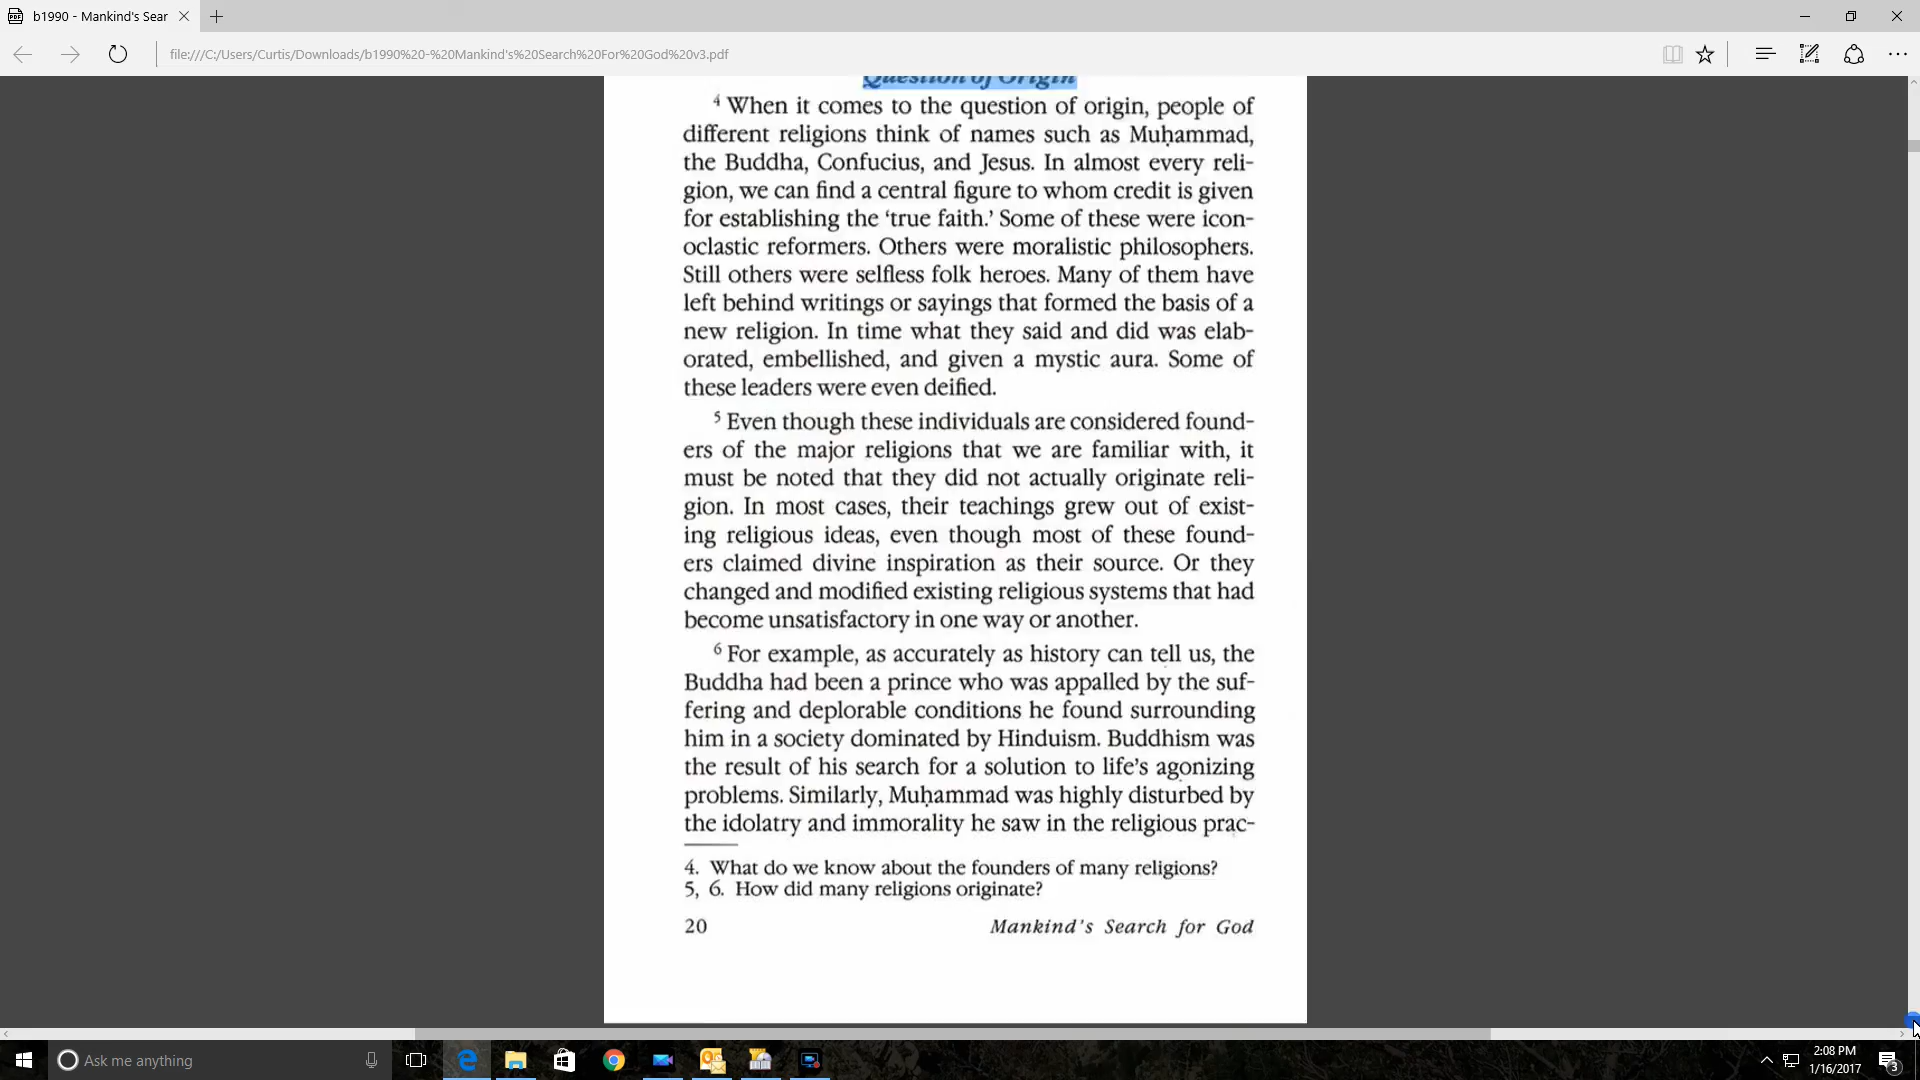 b1990 - Mankind's Sear
file:///C:/Users/Curtis/Downloads/b1990%20-%20Mankind's%20Search%20For%20God%20v3.pdf
Question of Origin
4 When it comes to the question of origin, people of
different religions think of names such as Muḥammad,
the Buddha, Confucius, and Jesus. In almost every reli-
gion, we can find a central figure to whom credit is given
for establishing the ‘true faith.’ Some of these were icon-
oclastic reformers. Others were moralistic philosophers.
Still others were selfless folk heroes. Many of them have
left behind writings or sayings that formed the basis of a
new religion. In time what they said and did was elab-
orated, embellished, and given a mystic aura. Some of
these leaders were even deified.
5 Even though these individuals are considered found-
ers of the major religions that we are familiar with, it
must be noted that they did not actually originate reli-
gion. In most cases, their teachings grew out of exist-
ing religious ideas, even though most of these found-
ers claimed divine inspiration as their source. Or they
changed and modified existing religious systems that had
become unsatisfactory in one way or another.
6 For example, as accurately as history can tell us, the
Buddha had been a prince who was appalled by the suf-
fering and deplorable conditions he found surrounding
him in a society dominated by Hinduism. Buddhism was
the result of his search for a solution to life’s agonizing
problems. Similarly, Muḥammad was highly disturbed by
the idolatry and immorality he saw in the religious prac-
4. What do we know about the founders of many religions?
5, 6. How did many religions originate?
20 Mankind's Search for God
Ask me anything
2:08 PM
1/16/2017
3